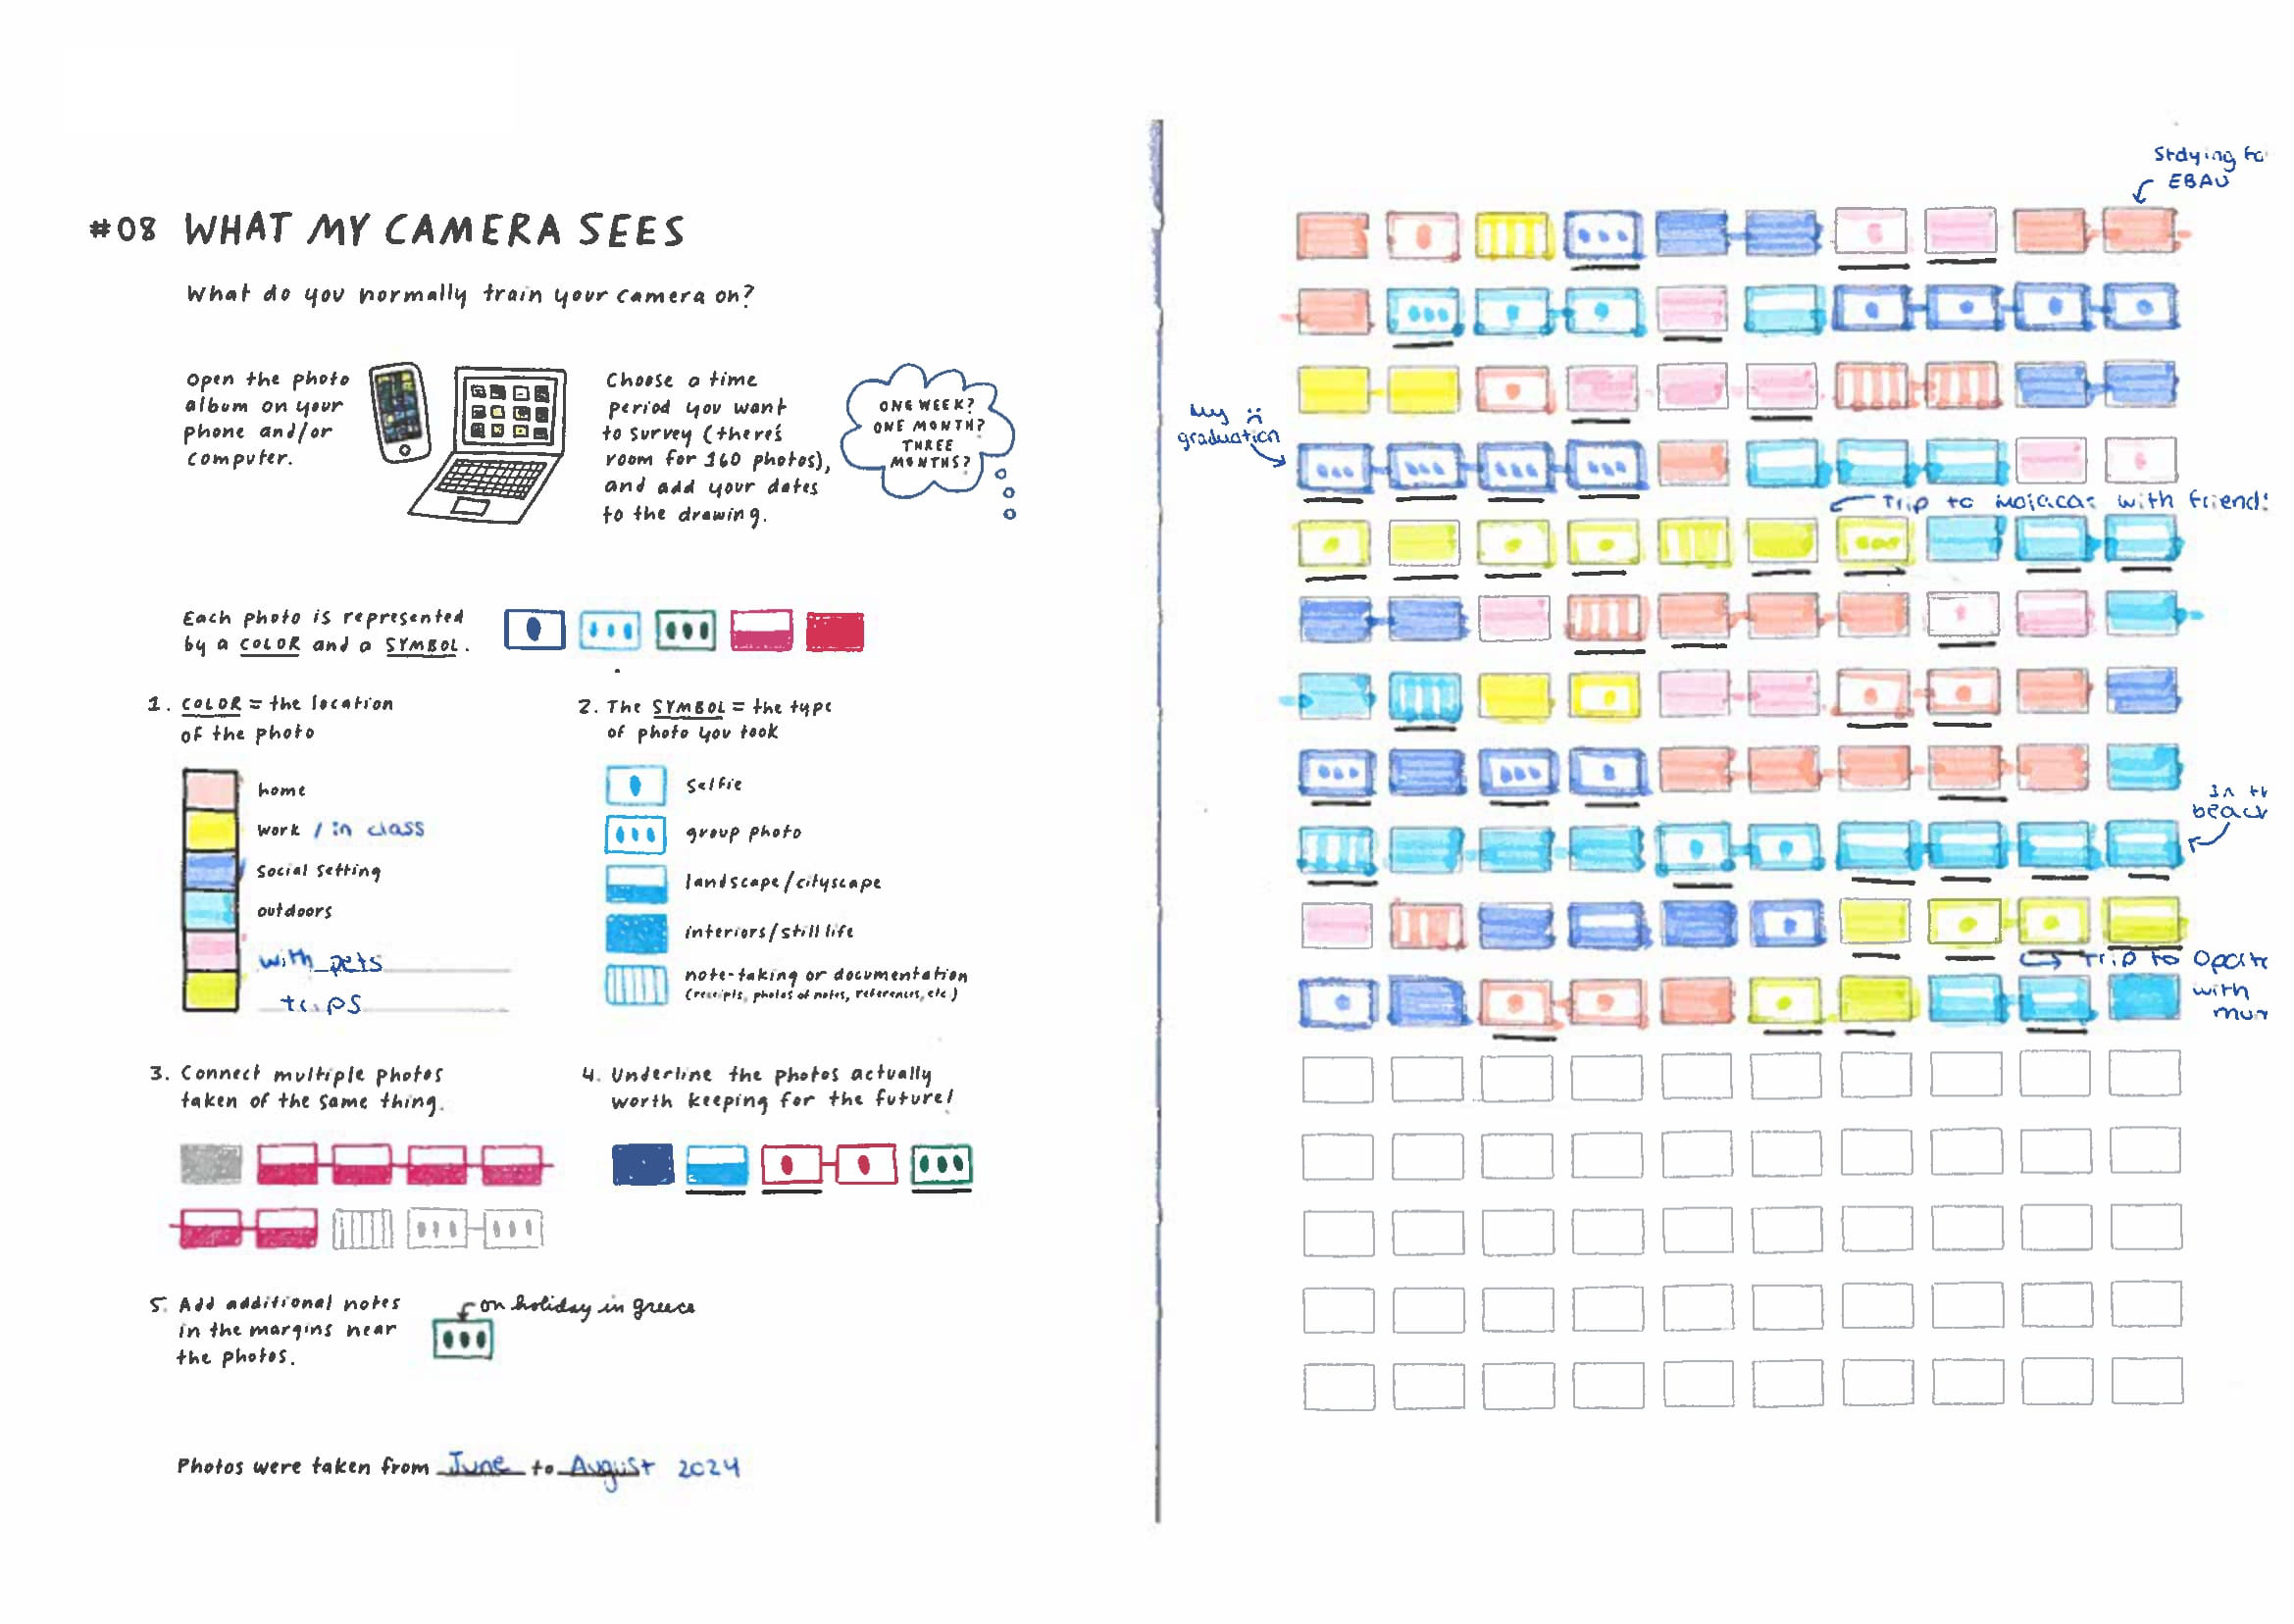 #08 WHAT MY CAMERA SEES
What do you normally train your camera on?
Open the photo
album on your
phone and/or
computer.
Choose a time
period you want
to survey (there's
room for 160 photos),
and add your dates
to the drawing.
ONE WEEK?
ONE MONTH?
THREE
MONTHS?
Each photo is represented
by a COLOR and a SYMBOL.
1. COLOR = the location
of the photo
home
work / in class
social setting
outdoors
with pets
trips
2. The SYMBOL = the type
of photo you took
selfie
group photo
landscape/cityscape
interiors/still life
note-taking or documentation
(receipts, photos of notes, references, etc.)
3. Connect multiple photos
taken of the same thing.
4. Underline the photos actually
worth keeping for the future!
5. Add additional notes
in the margins near
the photos.
on holiday in greece
Photos were taken from June to August 2024
Stdying fo
EBAU
My
graduation
Trip to with friends
In th
beach
Trip to
with
mum